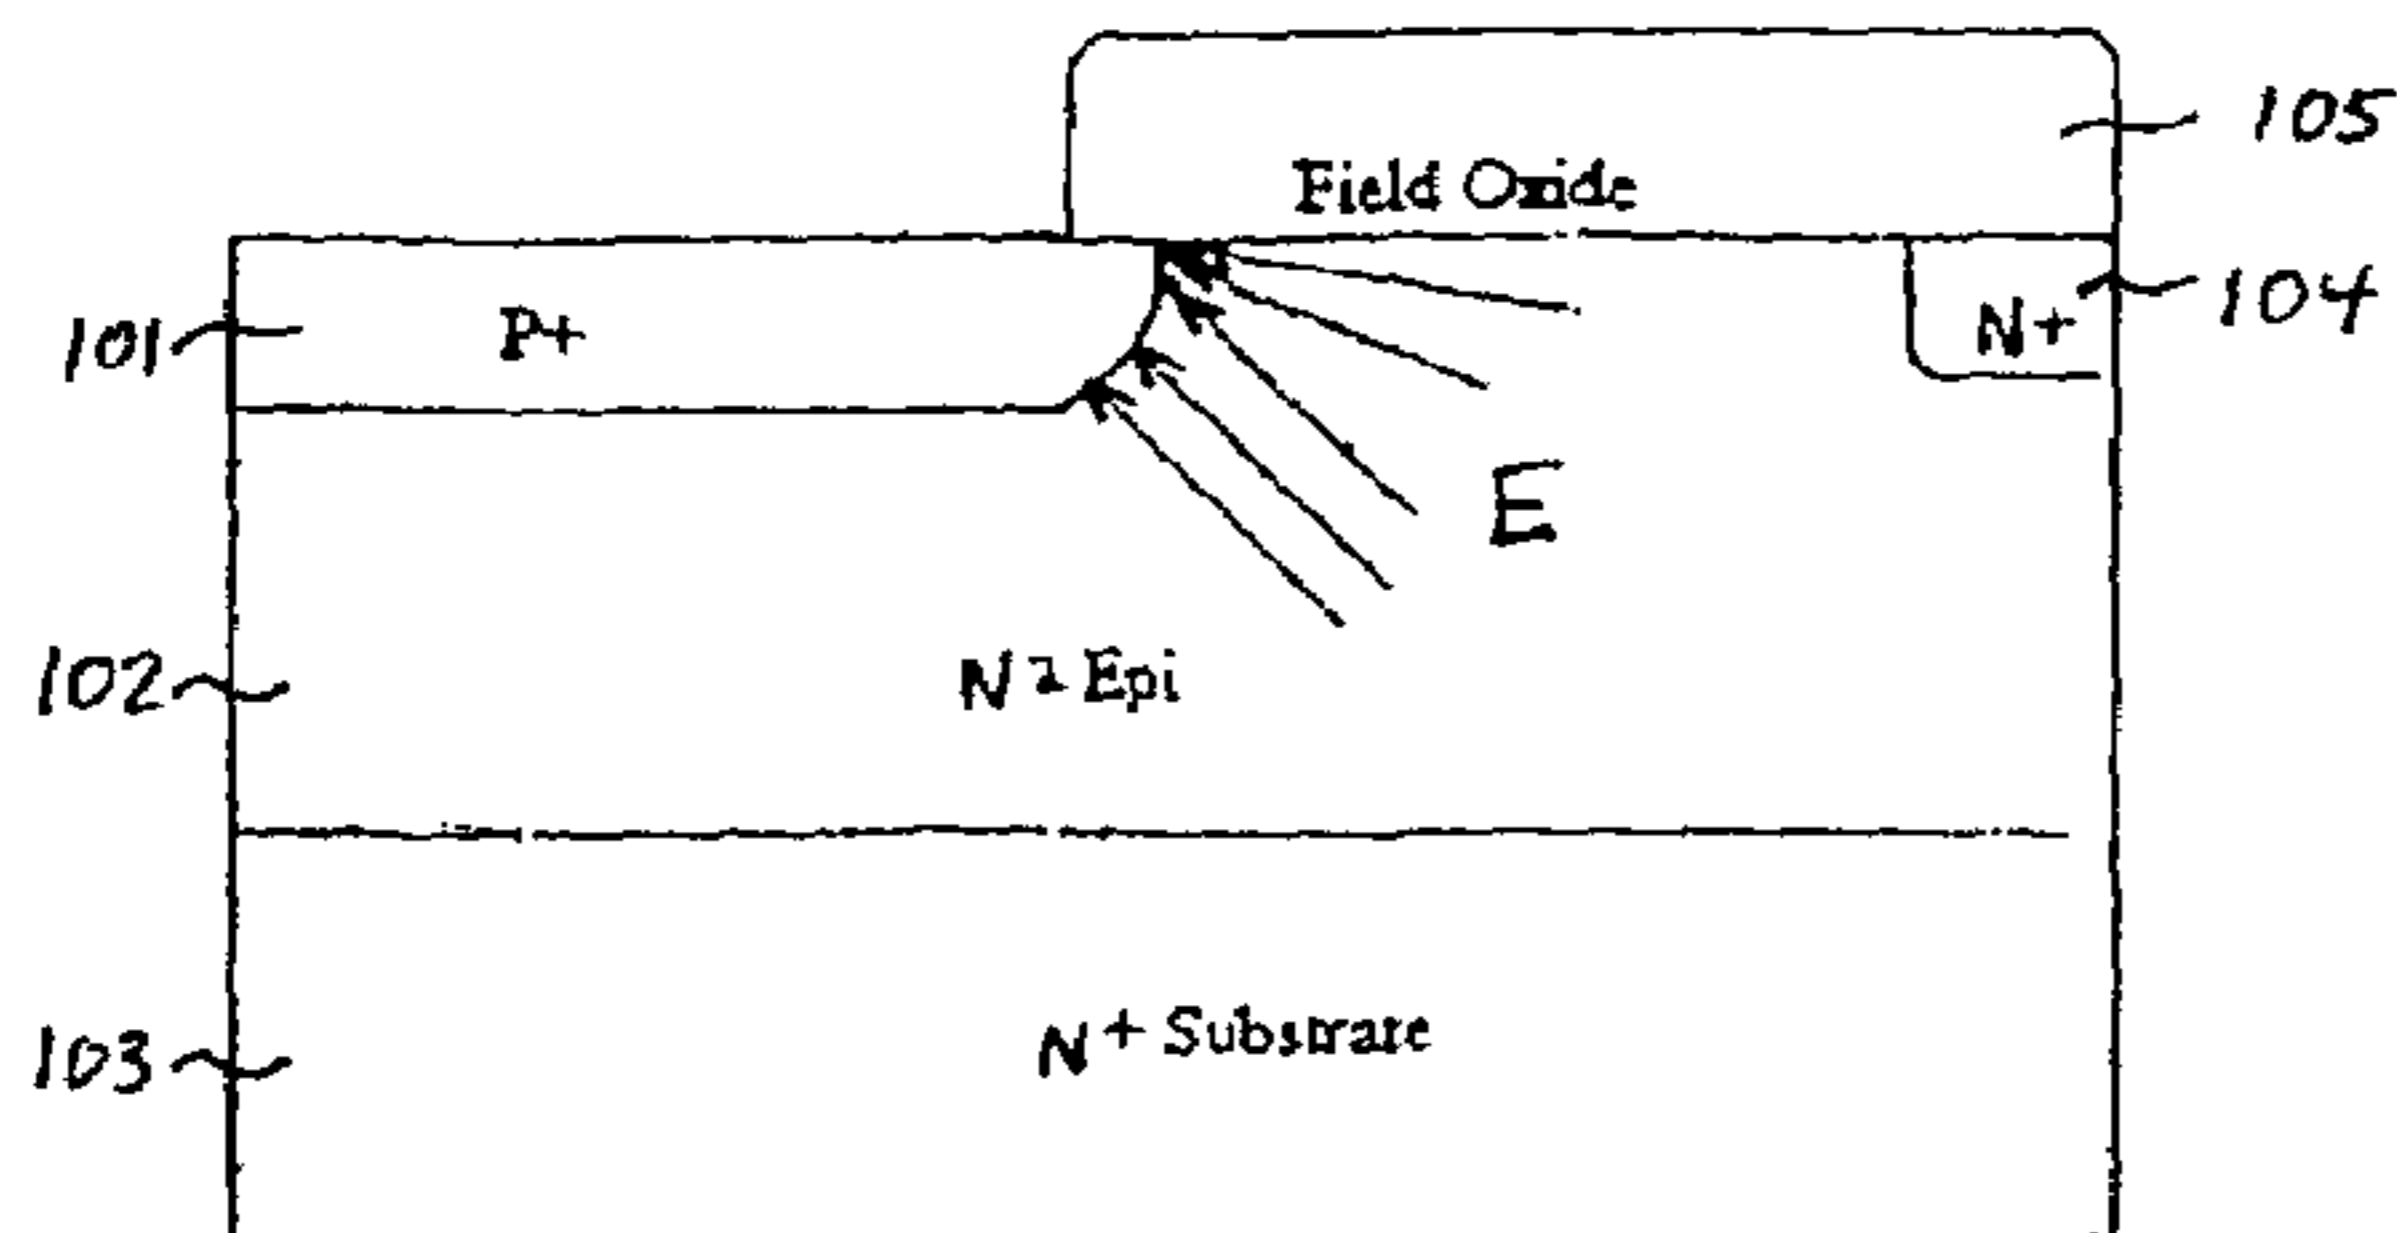 105
Field Oxide
101
P+
N+
104
E
102
N- Epi
103
N+ Substrate